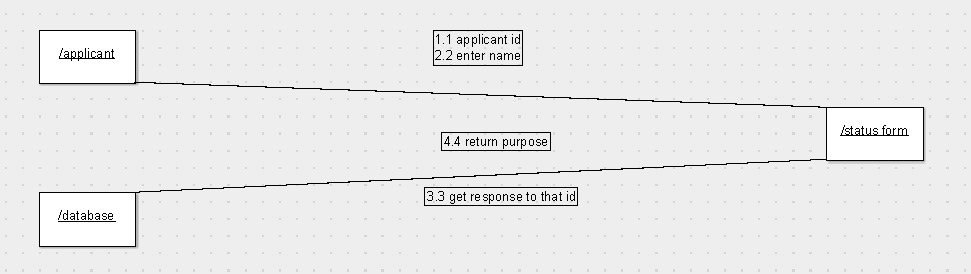 1.1 applicant id
2.2 enter name
/applicant
/status form
4.4 return purpose
3.3 get response to that id
/database